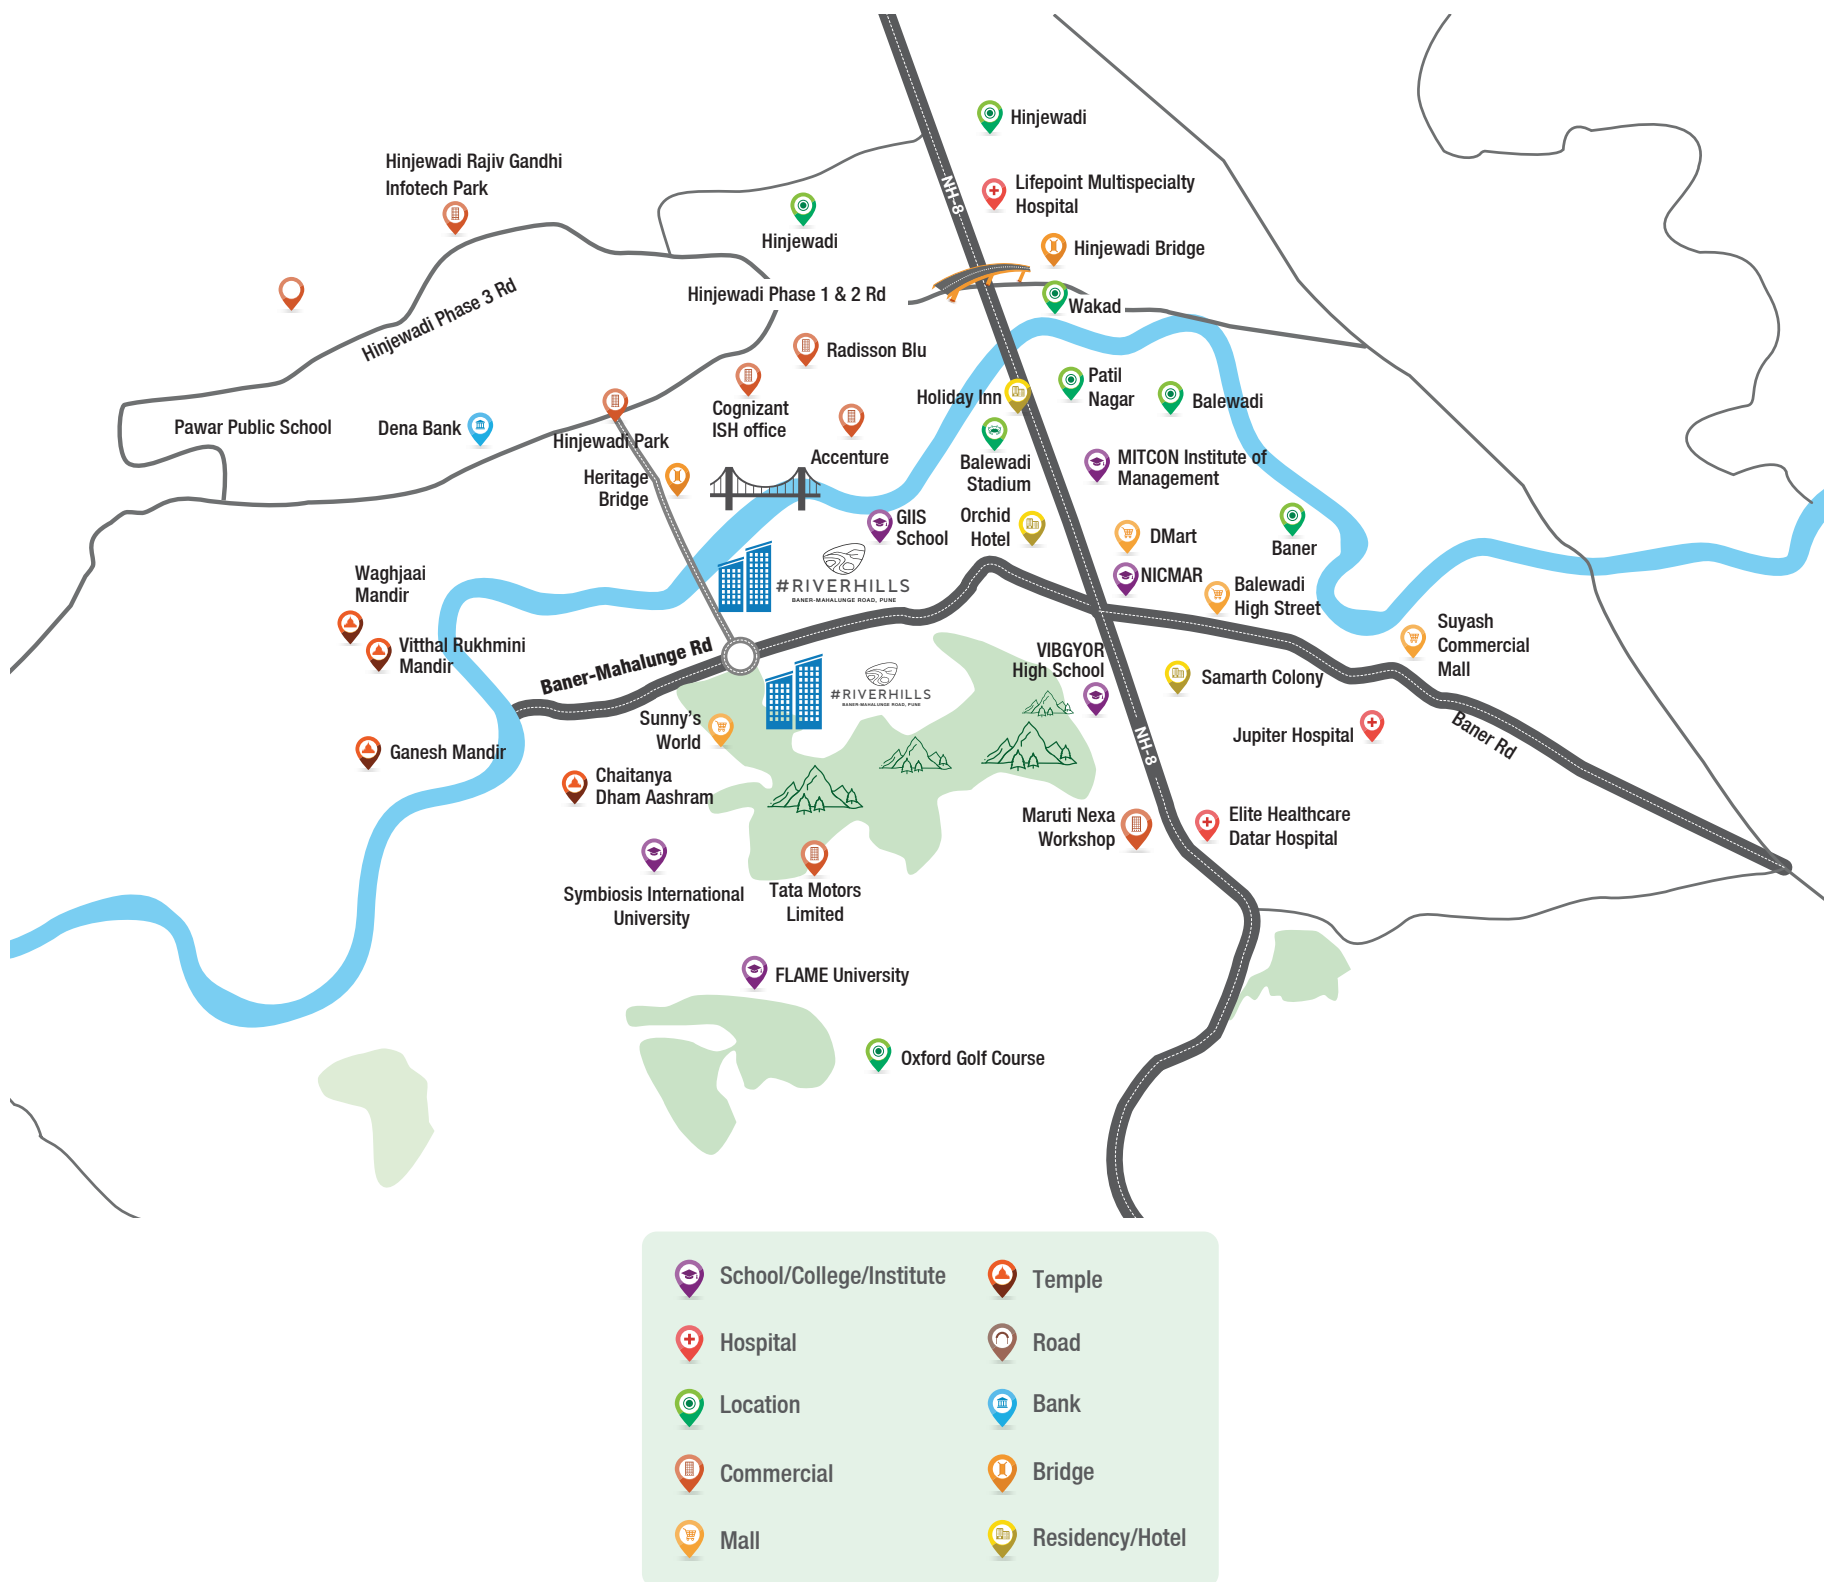 Hinjewadi
Hinjewadi Rajiv Gandhi
Infotech Park
NH-8
Lifepoint Multispecialty
Hospital
Hinjewadi
Hinjewadi Bridge
Hinjewadi Phase 3 Rd
Hinjewadi Phase 1 & 2 Rd
Wakad
Radisson Blu
Cognizant
ISH office
Holiday Inn
Patil
Nagar
Balewadi
Pawar Public School
Dena Bank
Hinjewadi Park
Accenture
Balewadi
Stadium
MITCON Institute of
Management
Heritage
Bridge
GIIS
School
Orchid
Hotel
DMart
Baner
#RIVERHILLS
BANER-MAHALUNGE ROAD, PUNE
NICMAR
Balewadi
High Street
Waghjaai
Mandir
Vitthal Rukhmini
Mandir
Baner-Mahalunge Rd
#RIVERHILLS
BANER-MAHALUNGE ROAD, PUNE
VIBGYOR
High School
Samarth Colony
Suyash
Commercial
Mall
Sunny's
World
NH-8
Jupiter Hospital
Baner Rd
Ganesh Mandir
Chaitanya
Dham Aashram
Maruti Nexa
Workshop
Elite Healthcare
Datar Hospital
Symbiosis International
University
Tata Motors
Limited
FLAME University
Oxford Golf Course
School/College/Institute
Temple
Hospital
Road
Location
Bank
Commercial
Bridge
Mall
Residency/Hotel